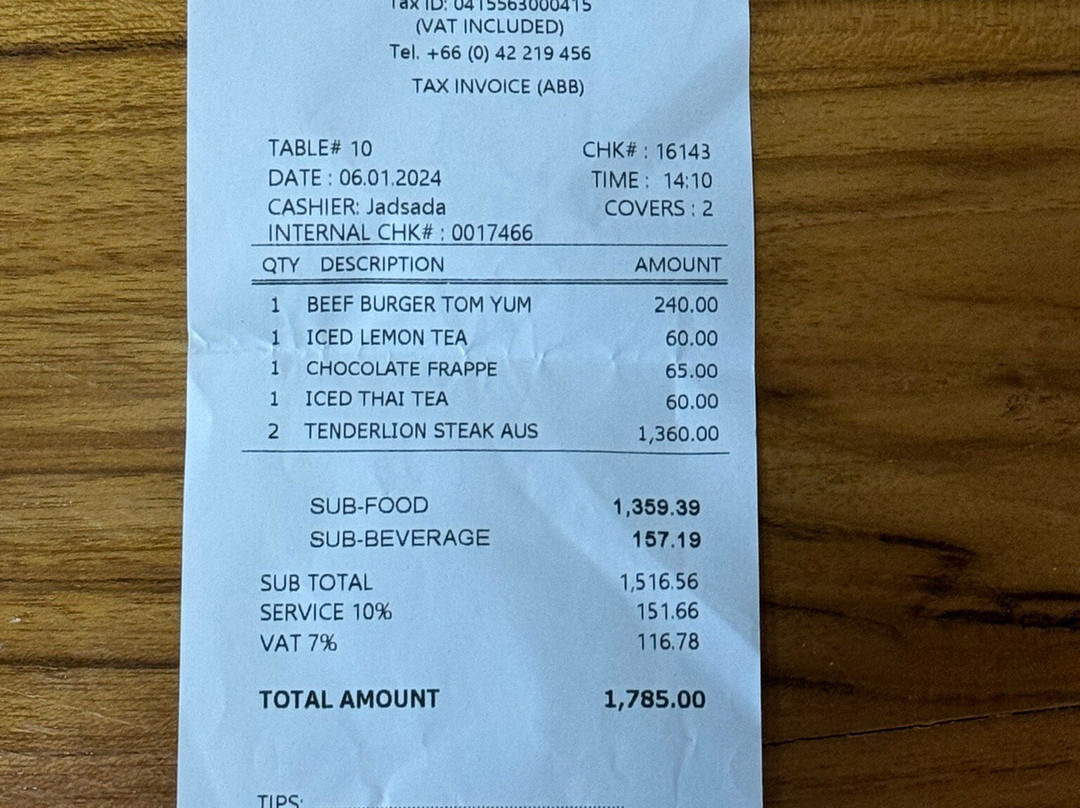 Tax ID: 0415563000415
(VAT INCLUDED)
Tel. +66 (0) 42 219 456
TAX INVOICE (ABB)
TABLE# 10 CHK# : 16143
DATE : 06.01.2024 TIME : 14:10
CASHIER: Jadsada COVERS : 2
INTERNAL CHK# : 0017466
QTY DESCRIPTION AMOUNT
1 BEEF BURGER TOM YUM 240.00
1 ICED LEMON TEA 60.00
1 CHOCOLATE FRAPPE 65.00
1 ICED THAI TEA 60.00
2 TENDERLION STEAK AUS 1,360.00
SUB-FOOD 1,359.39
SUB-BEVERAGE 157.19
SUB TOTAL 1,516.56
SERVICE 10% 151.66
VAT 7% 116.78
TOTAL AMOUNT 1,785.00
TIPS: